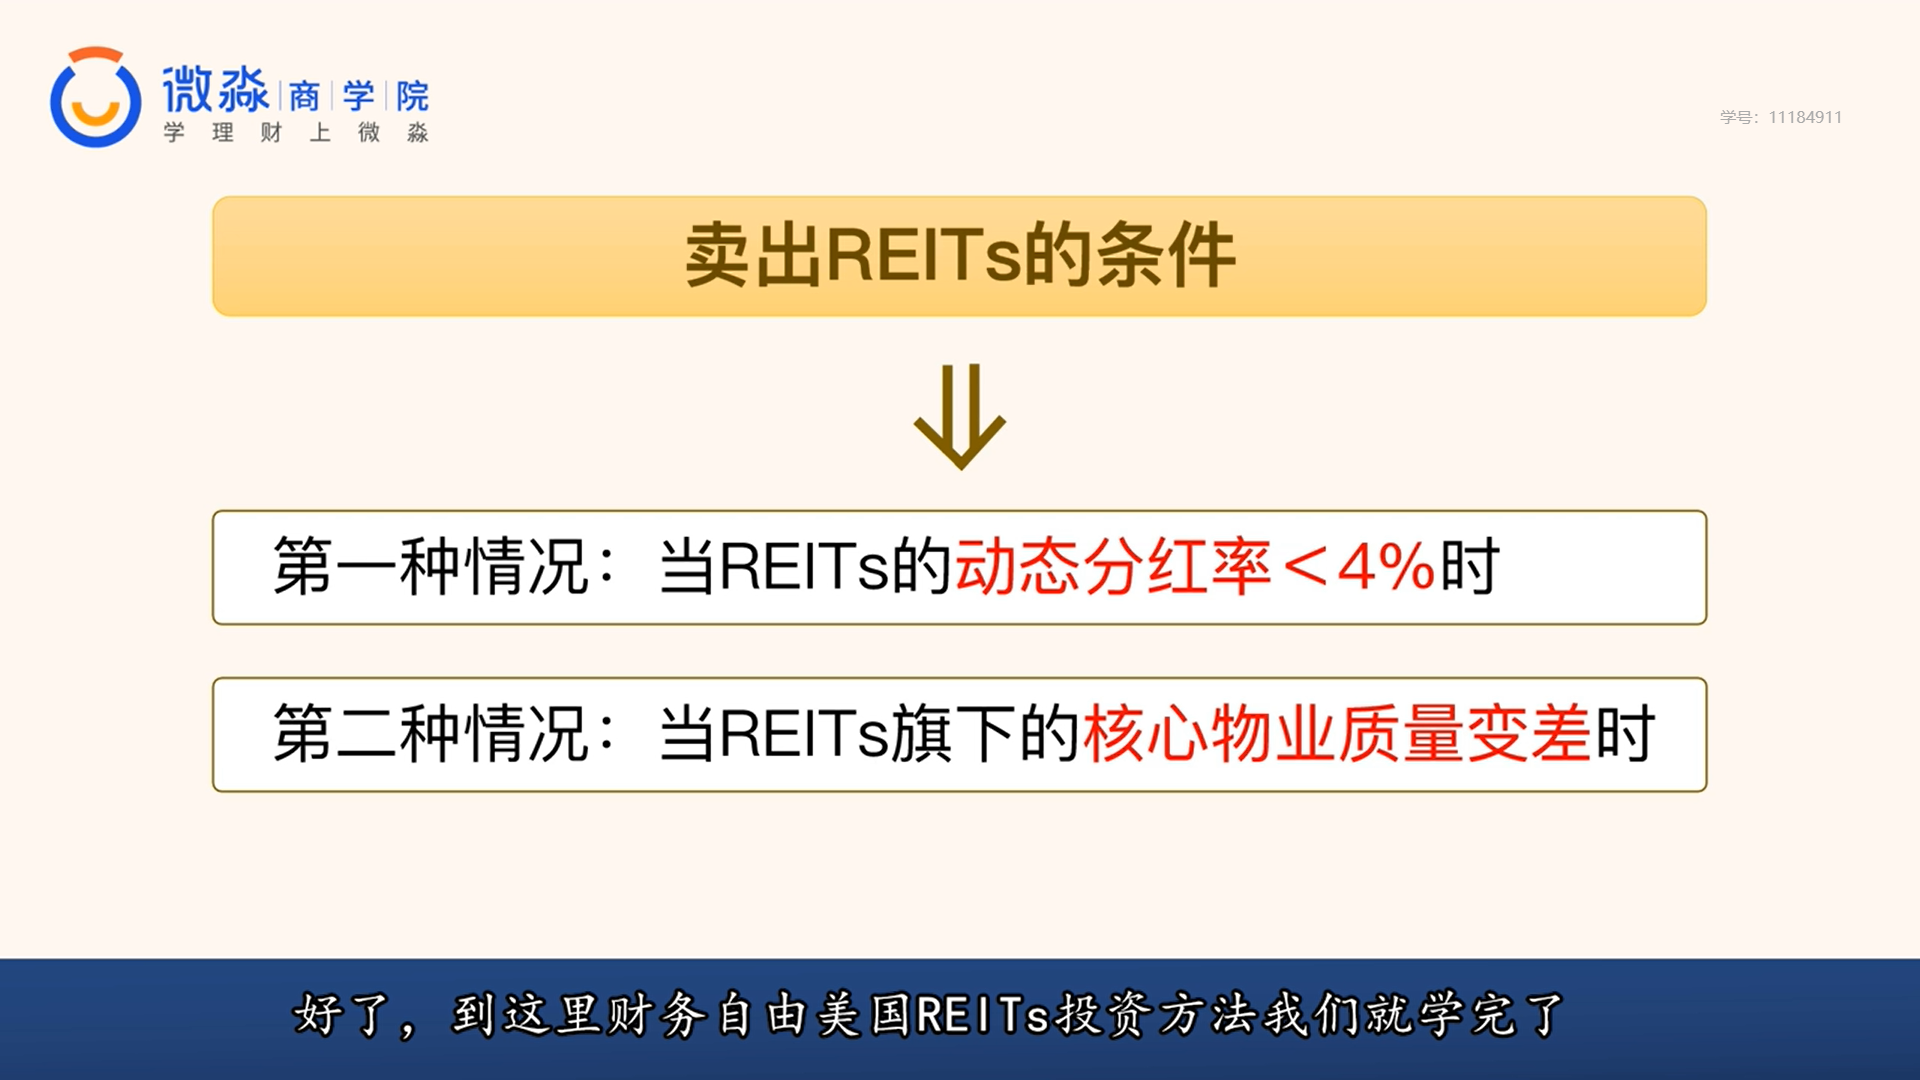 微淼|商|学|院
学理财上微淼
学号：11184911
卖出REITs的条件
第一种情况：当REITs的动态分红率＜4%时
第二种情况：当REITs旗下的核心物业质量变差时
好了，到这里财务自由美国REITs投资方法我们就学完了